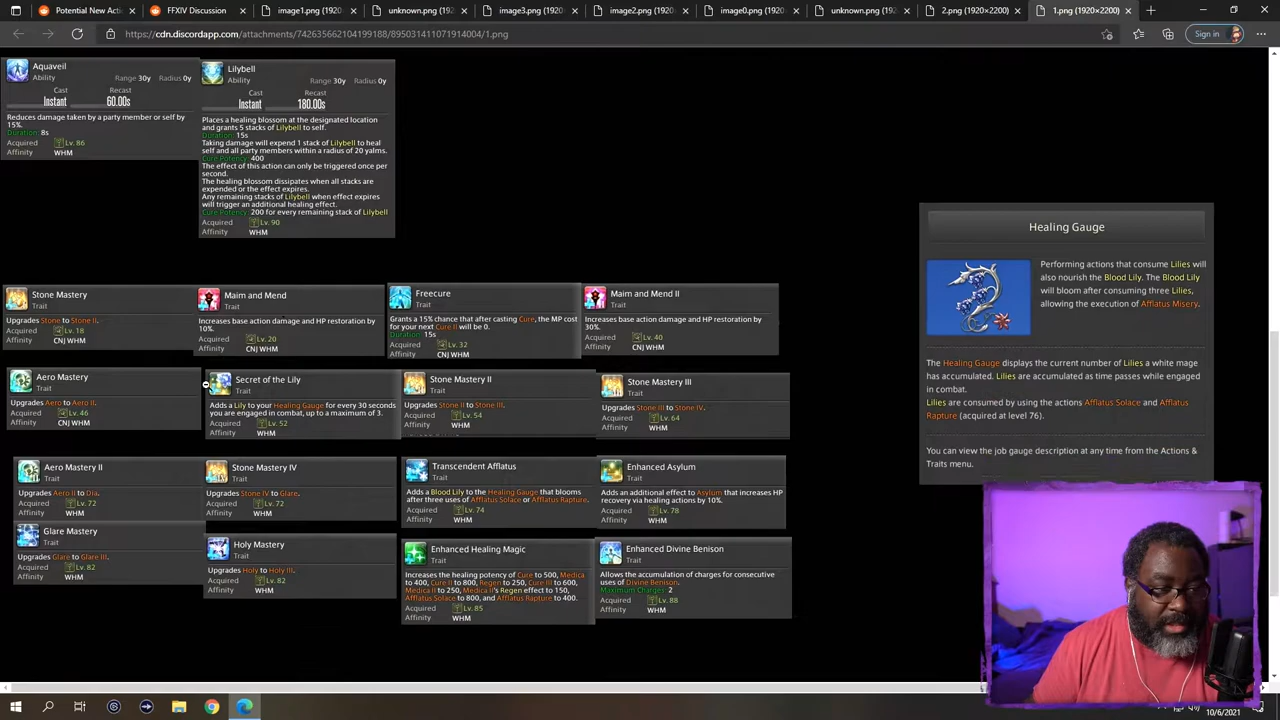 Potential New Acti
FFXIV Discussion
image1.png (1920×2200)
unknown.png (1920×
image3.png (1920×
image2.png (1920×
image0.png (1920×
unknown.png (1920×
2.png (1920×2200)
1.png (1920×2200)
https://cdn.discordapp.com/attachments/742635662104199188/895031411071914004/1.png
Sign in
Aquaveil
Ability
Range 30y Radius 0y
Cast Recast
Instant 60.00s
Reduces damage taken by a party member or self by
15%.
Duration: 8s
Acquired Lv. 86
Affinity WHM
Lilybell
Ability
Range 30y Radius 0y
Cast Recast
Instant 180.00s
Places a healing blossom at the designated location
and grants 5 stacks of Lilybell to self.
Duration: 15s
Taking damage will expend 1 stack of Lilybell to heal
self and all party members within a radius of 20 yalms.
Cure Potency: 400
The effect of this action can only be triggered once per
second.
The healing blossom dissipates when all stacks are
expended or the effect expires.
Any remaining stacks of Lilybell when effect expires
will trigger an additional healing effect.
Cure Potency: 200 for every remaining stack of Lilybell
Acquired Lv. 90
Affinity WHM
Stone Mastery
Trait
Upgrades Stone to Stone II.
Acquired Lv. 18
Affinity CNJ WHM
Maim and Mend
Trait
Increases base action damage and HP restoration by
10%.
Acquired Lv. 20
Affinity CNJ WHM
Freecure
Trait
Grants a 15% chance that after casting Cure, the MP cost
for your next Cure II will be 0.
Duration: 15s
Acquired Lv. 32
Affinity CNJ WHM
Maim and Mend II
Trait
Increases base action damage and HP restoration by
30%.
Acquired Lv. 40
Affinity CNJ WHM
Aero Mastery
Trait
Upgrades Aero to Aero II.
Acquired Lv. 46
Affinity CNJ WHM
Secret of the Lily
Trait
Adds a Lily to your Healing Gauge for every 30 seconds
you are engaged in combat, up to a maximum of 3.
Acquired Lv. 52
Affinity WHM
Stone Mastery II
Trait
Upgrades Stone II to Stone III.
Acquired Lv. 54
Affinity WHM
Stone Mastery III
Trait
Upgrades Stone III to Stone IV.
Acquired Lv. 64
Affinity WHM
Aero Mastery II
Trait
Upgrades Aero II to Dia.
Acquired Lv. 72
Affinity WHM
Stone Mastery IV
Trait
Upgrades Stone IV to Glare.
Acquired Lv. 72
Affinity WHM
Transcendent Afflatus
Trait
Adds a Blood Lily to the Healing Gauge that blooms
after three uses of Afflatus Solace or Afflatus Rapture.
Acquired Lv. 74
Affinity WHM
Enhanced Asylum
Trait
Adds an additional effect to Asylum that increases HP
recovery via healing actions by 10%.
Acquired Lv. 78
Affinity WHM
Glare Mastery
Trait
Upgrades Glare to Glare III.
Acquired Lv. 82
Affinity WHM
Holy Mastery
Trait
Upgrades Holy to Holy III.
Acquired Lv. 82
Affinity WHM
Enhanced Healing Magic
Trait
Increases the healing potency of Cure to 500, Medica
to 400, Cure II to 800, Regen to 250, Cure III to 600,
Medica II to 250, Medica II's Regen effect to 150,
Afflatus Solace to 800, and Afflatus Rapture to 400.
Acquired Lv. 85
Affinity WHM
Enhanced Divine Benison
Trait
Allows the accumulation of charges for consecutive
uses of Divine Benison.
Maximum Charges: 2
Acquired Lv. 88
Affinity WHM
Healing Gauge
Performing actions that consume Lilies will
also nourish the Blood Lily. The Blood Lily
will bloom after consuming three Lilies,
allowing the execution of Afflatus Misery.
The Healing Gauge displays the current number of Lilies a white mage
has accumulated. Lilies are accumulated as time passes while engaged
in combat.
Lilies are consumed by using the actions Afflatus Solace and Afflatus
Rapture (acquired at level 76).
You can view the job gauge description at any time from the Actions &
Traits menu.
10/6/2021